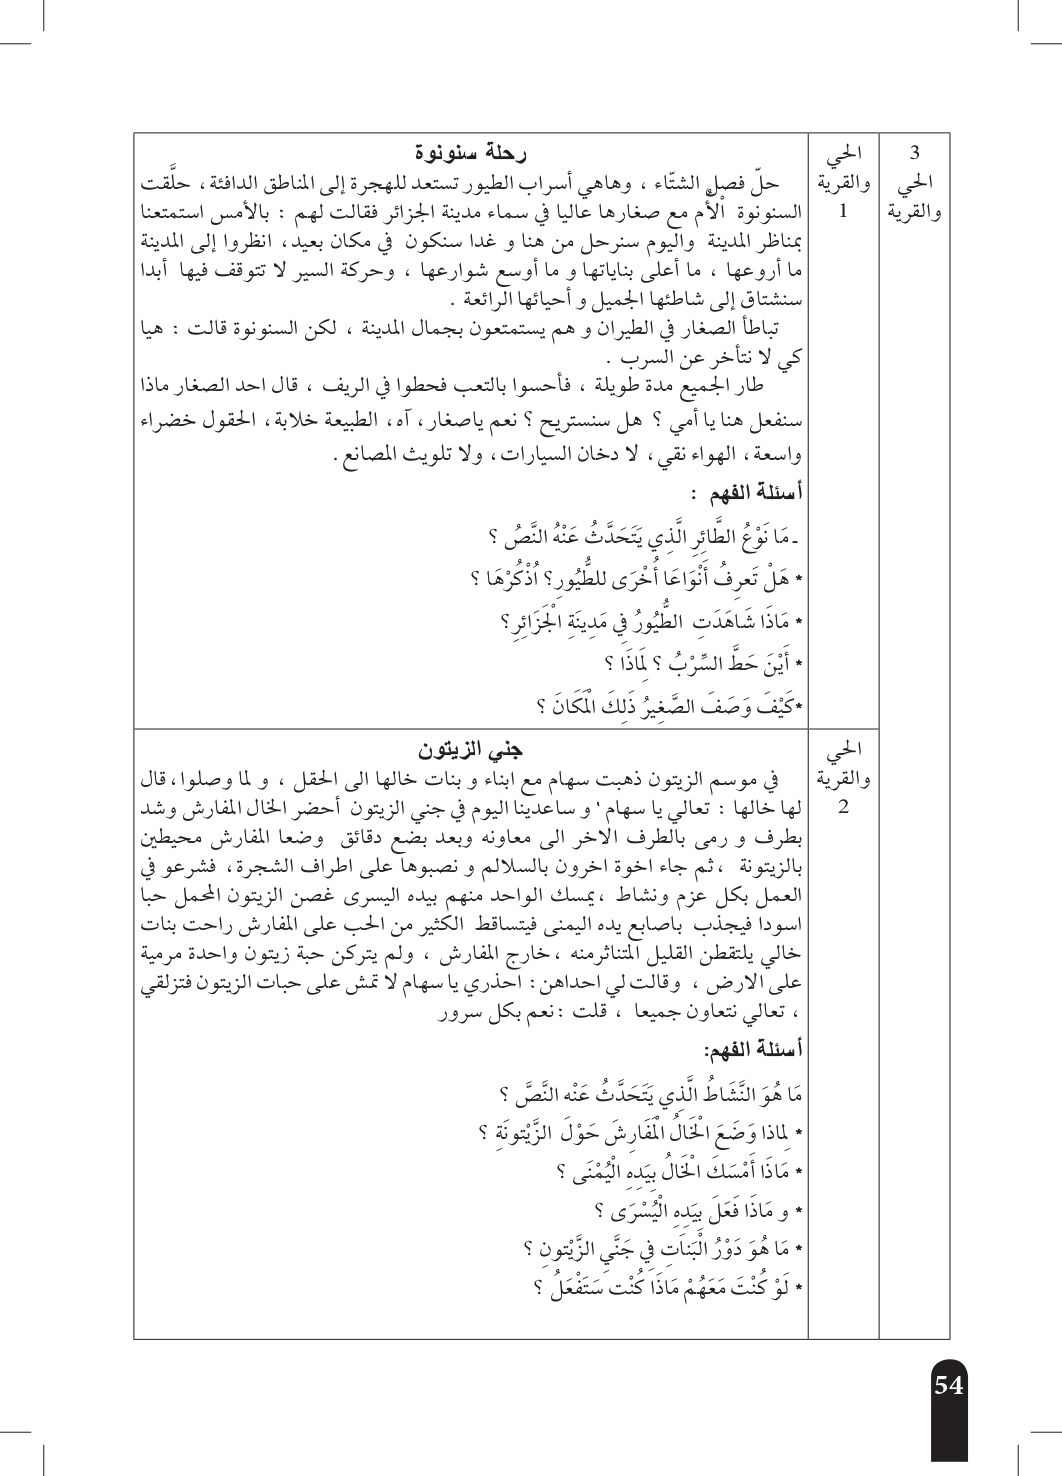 3
الحي
والقرية
الحي
والقرية
1
رحلة سنونوة
حلّ فصل الشتّاء ، وهاهي أسراب الطيور تستعد للهجرة إلى المناطق الدافئة، حلَّقت
السنونوة الْأُم مع صغارها عاليا في سماء مدينة الجزائر فقالت لهم : بالأمس استمتعنا
بمناظر المدينة واليوم سنرحل من هنا و غدا سنكون في مكان بعيد، انظروا إلى المدينة
ما أروعها ، ما أعلى بناياتها و ما أوسع شوارعها ، وحركة السير لا تتوقف فيها أبدا
سنشتاق إلى شاطئها الجميل و أحيائها الرائعة .
تباطأ الصغار في الطيران و هم يستمتعون بجمال المدينة ، لكن السنونوة قالت : هيا
كي لا نتأخر عن السرب .
طار الجميع مدة طويلة ، فأحسوا بالتعب فحطوا في الريف ، قال احد الصغار ماذا
سنفعل هنا يا أمي ؟ هل سنستريح ؟ نعم ياصغار، آه، الطبيعة خلابة، الحقول خضراء
واسعة، الهواء نقي، لا دخان السيارات، ولا تلويث المصانع.
أسئلة الفهم :
ـ مَا نَوْعُ الطَّائِرِ الَّذِي يَتَحَدَّثُ عَنْهُ النَّصُ ؟
* هَلْ تَعرِفُ أَنْوَاعَا أُخْرَى للطُّيُورِ؟ اُذْكُرْهَا ؟
* مَاذَا شَاهَدَتِ الطُّيُورُ فِي مَدِينَةِ الْجَزَائِرِ؟
* أَيْنَ حَطَّ السِّرْبُ ؟ لِمَاذَا ؟
*كَيْفَ وَصَفَ الصَّغِيرُ ذَلِكَ الْمَكَانَ ؟
الحي
والقرية
2
جني الزيتون
في موسم الزيتون ذهبت سهام مع ابناء و بنات خالها الى الحقل ، و لما وصلوا، قال
لها خالها : تعالي يا سهام ' و ساعدينا اليوم في جني الزيتون أحضر الخال المفارش وشد
بطرف و رمى بالطرف الاخر الى معاونه وبعد بضع دقائق وضعا المفارش محيطين
بالزيتونة ، ثم جاء اخوة اخرون بالسلالم و نصبوها على اطراف الشجرة، فشرعو في
العمل بكل عزم ونشاط ،يمسك الواحد منهم بيده اليسرى غصن الزيتون المحمل حبا
اسودا فيجذب باصابع يده اليمنى فيتساقط الكثير من الحب على المفارش راحت بنات
خالي يلتقطن القليل المتناثرمنه ،خارج المفارش ، ولم يتركن حبة زيتون واحدة مرمية
على الارض ، وقالت لي احداهن: احذري يا سهام لا تمش على حبات الزيتون فتزلقي
، تعالي نتعاون جميعا ، قلت :نعم بكل سرور
أسئلة الفهم:
مَا هُوَ النَّشَاطُ الَّذِي يَتَحَدَّثُ عَنْه النَّصَّ ؟
* لِماذا وَضَعَ الْخَالُ الْمَفَارِشَ حَوْلَ الزَّيْتونَةِ ؟
* مَاذَا أَمْسَكَ الْخَالُ بِيَدِهِ الْيُمْنَى ؟
* و مَاذَا فَعَلَ بِيَدِهِ الْيُسْرَى ؟
* مَا هُوَ دَوْرُ الْبَناَتِ فِي جَنَّيِ الزَّيْتونِ ؟
* لَوْ كُنْتَ مَعَهُمْ مَاذَا كُنْت سَتَفْعَلُ ؟
54